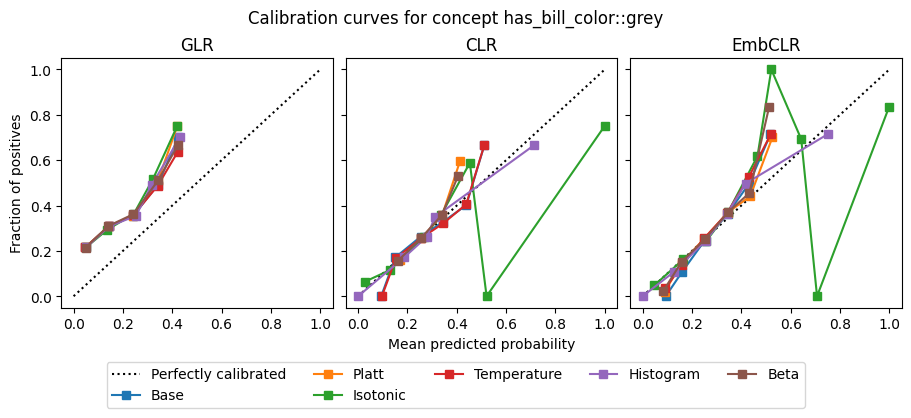 Calibration curves for concept has_bill_color::grey
GLR
CLR
EmbCLR
Fraction of positives
1.0
0.8
0.6
0.4
0.2
0.0
0.0 0.2 0.4 0.6 0.8 1.0
0.0 0.2 0.4 0.6 0.8 1.0
0.0 0.2 0.4 0.6 0.8 1.0
Mean predicted probability
Perfectly calibrated
Base
Platt
Isotonic
Temperature
Histogram
Beta